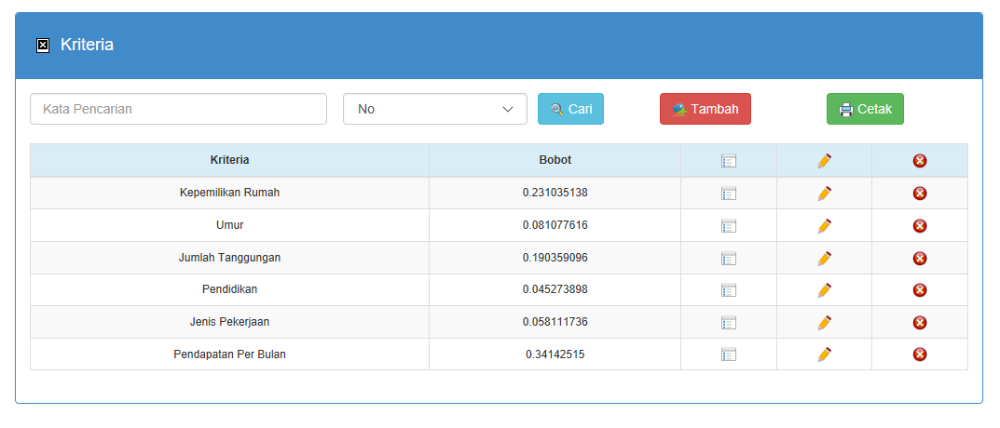 Kriteria
Kata Pencarian No Cari Tambah Cetak
Kriteria Bobot
Kepemilikan Rumah 0.231035138
Umur 0.081077616
Jumlah Tanggungan 0.190359096
Pendidikan 0.045273898
Jenis Pekerjaan 0.058111736
Pendapatan Per Bulan 0.34142515